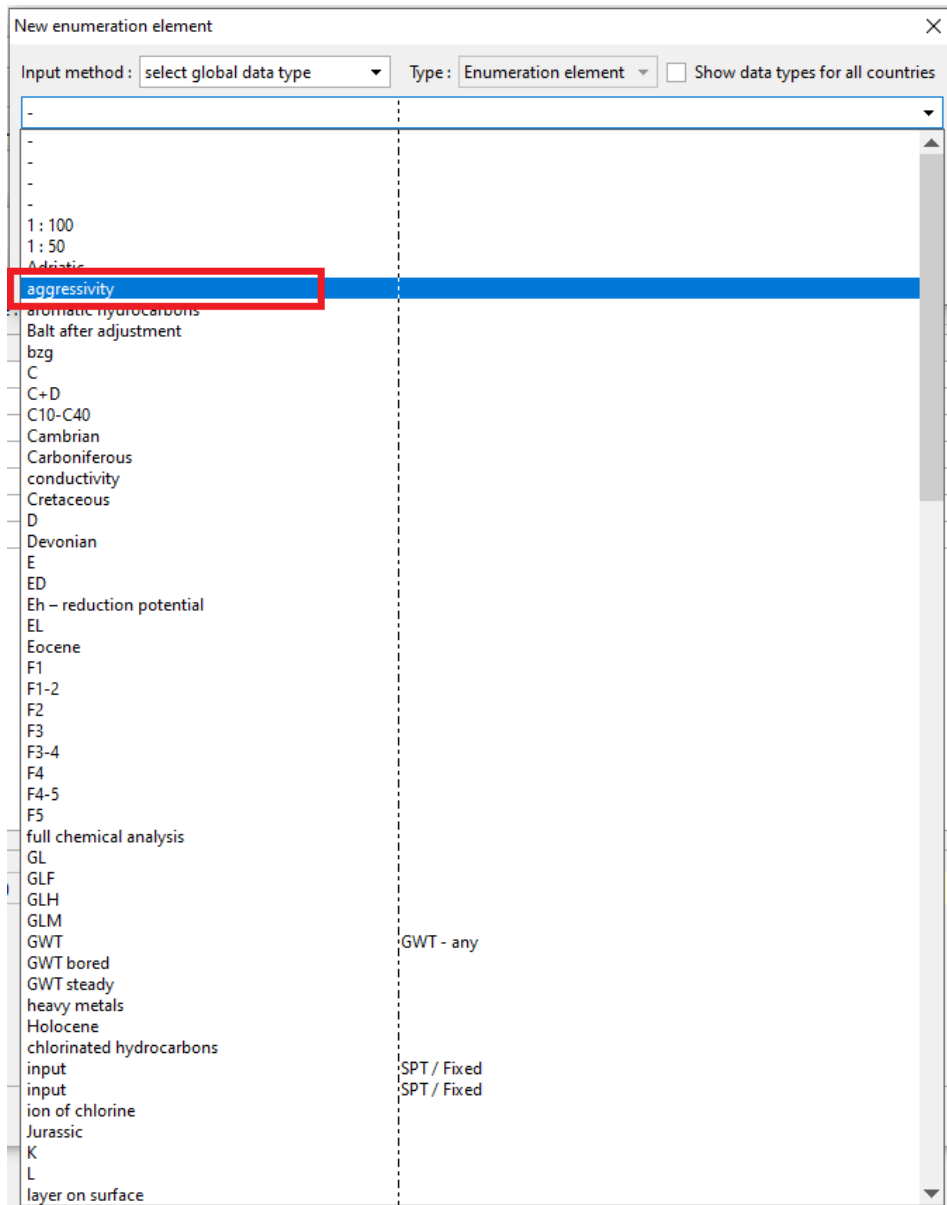 New enumeration element
Input method : select global data type Type : Enumeration element Show data types for all countries
-
-
-
-
-
1 : 100
1 : 50
Adriatic
aggressivity
aromatic hydrocarbons
Balt after adjustment
bzg
C
C+D
C10-C40
Cambrian
Carboniferous
conductivity
Cretaceous
D
Devonian
E
ED
Eh – reduction potential
EL
Eocene
F1
F1-2
F2
F3
F3-4
F4
F4-5
F5
full chemical analysis
GL
GLF
GLH
GLM
GWT GWT - any
GWT bored
GWT steady
heavy metals
Holocene
chlorinated hydrocarbons
input SPT / Fixed
input SPT / Fixed
ion of chlorine
Jurassic
K
L
layer on surface